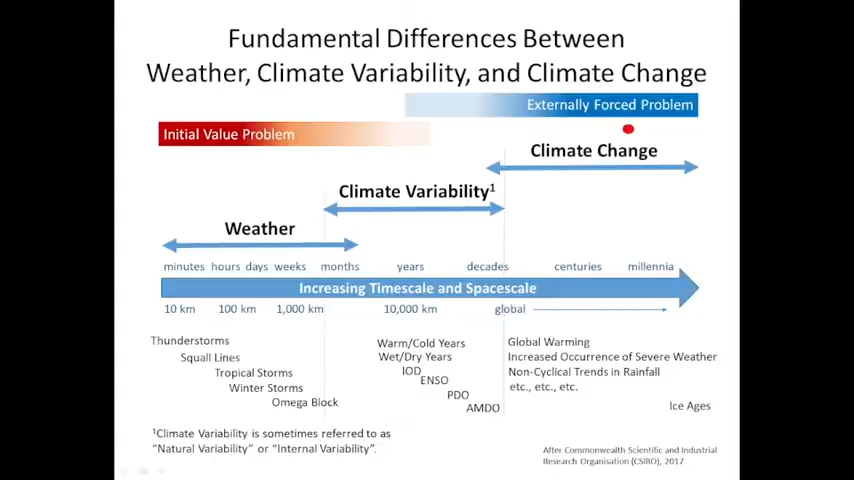 Fundamental Differences Between
Weather, Climate Variability, and Climate Change
Externally Forced Problem
Initial Value Problem
Climate Change
Climate Variability¹
Weather
minutes hours days weeks months years decades centuries millennia
Increasing Timescale and Spacescale
10 km 100 km 1,000 km 10,000 km global
Thunderstorms
Squall Lines
Tropical Storms
Winter Storms
Omega Block
Warm/Cold Years
Wet/Dry Years
IOD
ENSO
PDO
AMDO
Global Warming
Increased Occurrence of Severe Weather
Non-Cyclical Trends in Rainfall
etc., etc., etc.
Ice Ages
¹Climate Variability is sometimes referred to as
"Natural Variability" or "Internal Variability".
After Commonwealth Scientific and Industrial
Research Organisation (CSIRO), 2017